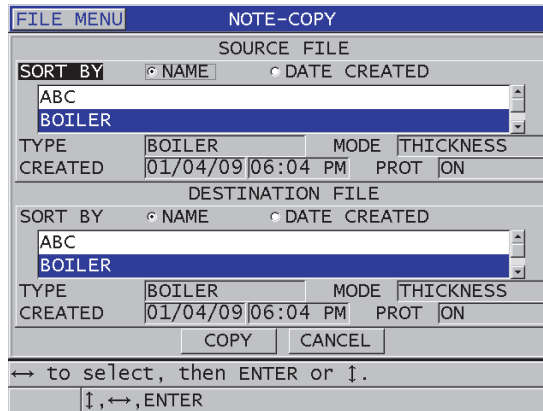 FILE MENU NOTE-COPY
SOURCE FILE
SORT BY NAME DATE CREATED
ABC
BOILER
TYPE BOILER MODE THICKNESS
CREATED 01/04/09 06:04 PM PROT ON
DESTINATION FILE
SORT BY NAME DATE CREATED
ABC
BOILER
TYPE BOILER MODE THICKNESS
CREATED 01/04/09 06:04 PM PROT ON
COPY CANCEL
↔ to select, then ENTER or ↕.
↕,↔,ENTER